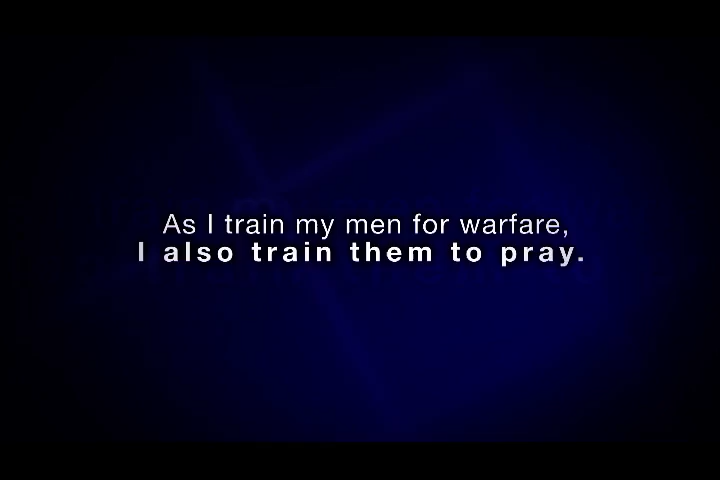 As I train my men for warfare,
I also train them to pray.